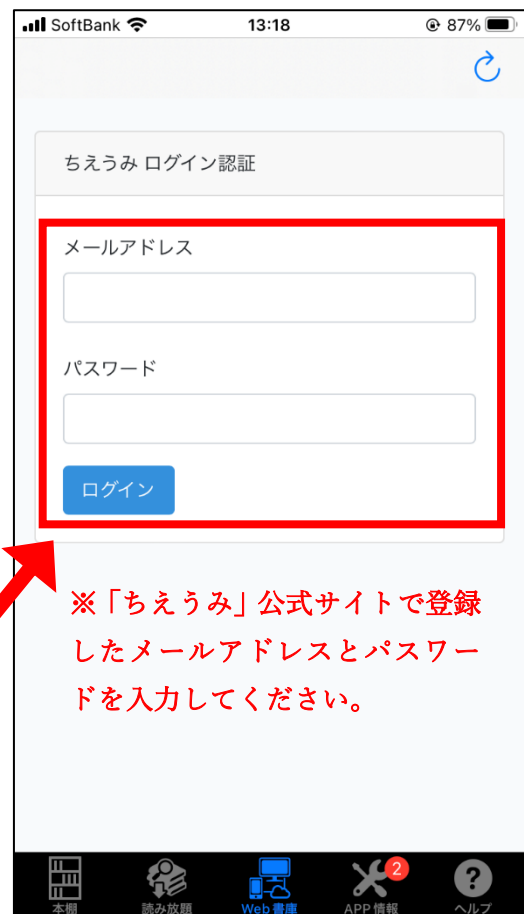 SoftBank 13:18 87%
ちえうみ ログイン認証
メールアドレス
パスワード
ログイン
※「ちえうみ」公式サイトで登録
したメールアドレスとパスワー
ドを入力してください。
2
本棚 読み放題 Web書庫 APP情報 ヘルプ